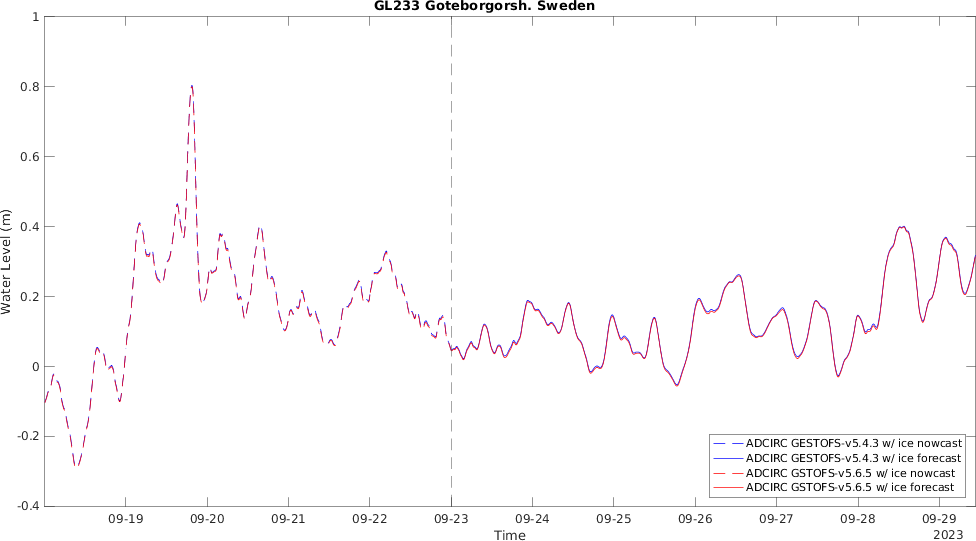 GL233 Goteborgorsh. Sweden
1
0.8
0.6
0.4
0.2
0
-0.2
-0.4
Water Level (m)
09-19 09-20 09-21 09-22 09-23 09-24 09-25 09-26 09-27 09-28 09-29
Time
2023
ADCIRC GESTOFS-v5.4.3 w/ ice nowcast
ADCIRC GESTOFS-v5.4.3 w/ ice forecast
ADCIRC GSTOFS-v5.6.5 w/ ice nowcast
ADCIRC GSTOFS-v5.6.5 w/ ice forecast